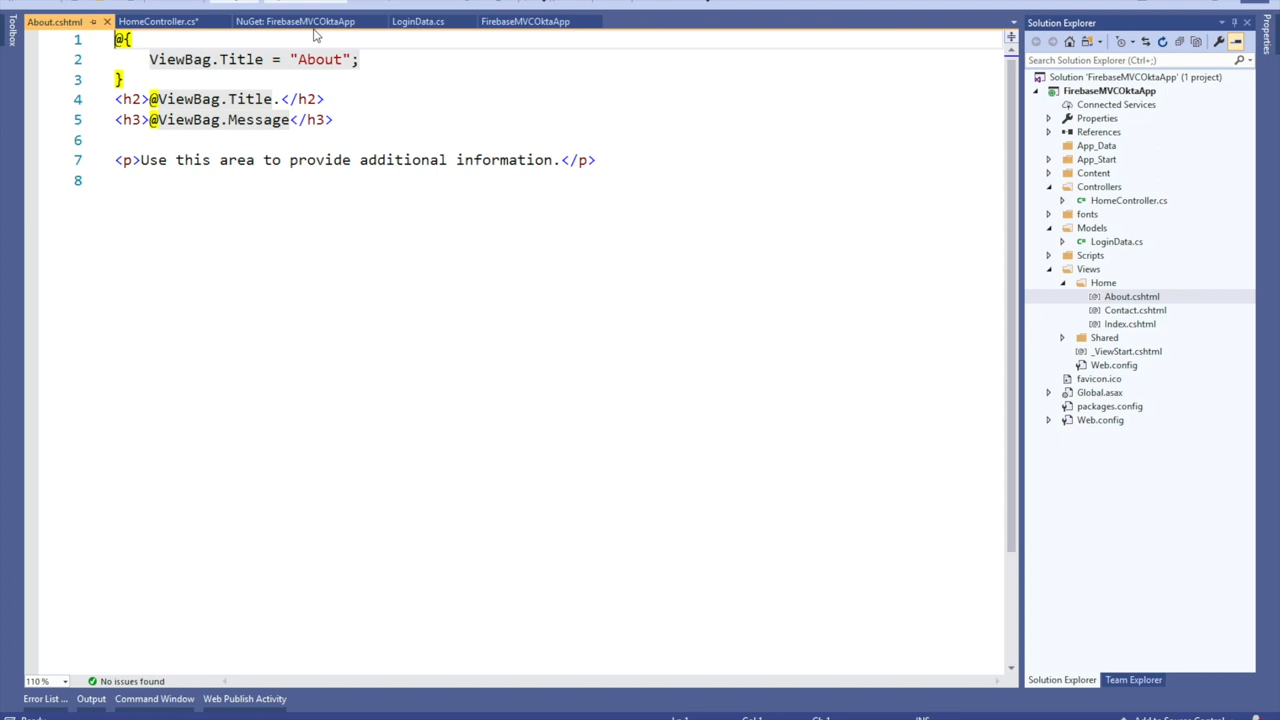 About.cshtml
HomeController.cs*
NuGet: FirebaseMVCOktaApp
LoginData.cs
FirebaseMVCOktaApp
Toolbox
1 @{
2 ViewBag.Title = "About";
3 }
4 <h2>@ViewBag.Title.</h2>
5 <h3>@ViewBag.Message</h3>
6
7 <p>Use this area to provide additional information.</p>
8
110 %
No issues found
Error List ...
Output
Command Window
Web Publish Activity
Solution Explorer
Search Solution Explorer (Ctrl+;)
Solution 'FirebaseMVCOktaApp' (1 project)
FirebaseMVCOktaApp
Connected Services
Properties
References
App_Data
App_Start
Content
Controllers
C# HomeController.cs
fonts
Models
C# LoginData.cs
Scripts
Views
Home
[@] About.cshtml
[@] Contact.cshtml
[@] Index.cshtml
Shared
[@] _ViewStart.cshtml
Web.config
favicon.ico
Global.asax
packages.config
Web.config
Solution Explorer
Team Explorer
Properties